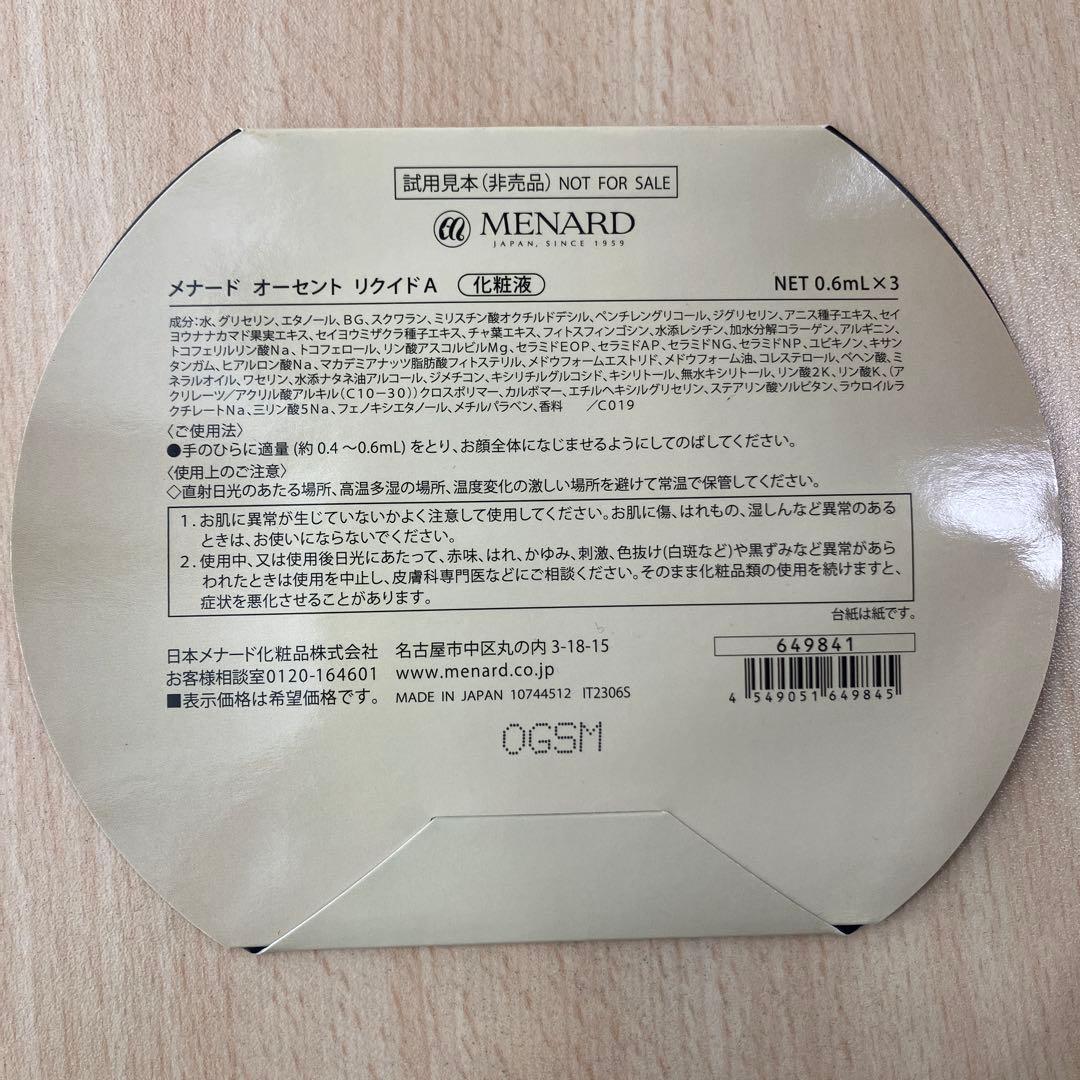 試用見本(非売品) NOT FOR SALE
MENARD
JAPAN, SINCE 1959
メナード オーセント リクイドA 化粧液 NET 0.6mL×3
成分:水、グリセリン、エタノール、BG、スクワラン、ミリスチン酸オクチルドデシル、ペンチレングリコール、ジグリセリン、アニス種子エキス、セイ
ヨウナナカマド果実エキス、セイヨウミザクラ種子エキス、チャ葉エキス、フィトスフィンゴシン、水添レシチン、加水分解コラーゲン、アルギニン、
トコフェリルリン酸Na、トコフェロール、リン酸アスコルビルMg、セラミドEOP、セラミドAP、セラミドNG、セラミドNP、ユビキノン、キサン
タンガム、ヒアルロン酸Na、マカデミアナッツ脂肪酸フィトステリル、メドウフォームエストリド、メドウフォーム油、コレステロール、ベヘン酸、ミ
ネラルオイル、ワセリン、水添ナタネ油アルコール、ジメチコン、キシリチルグルコシド、キシリトール、無水キシリトール、リン酸2K、リン酸K、(ア
クリレーツ/アクリル酸アルキル(C10-30))クロスポリマー、カルボマー、エチルヘキシルグリセリン、ステアリン酸ソルビタン、ラウロイルラ
クチレートNa、三リン酸5Na、フェノキシエタノール、メチルパラベン、香料 /C019
〈ご使用法〉
●手のひらに適量(約0.4〜0.6mL)をとり、お顔全体になじませるようにしてのばしてください。
〈使用上のご注意〉
◇直射日光のあたる場所、高温多湿の場所、温度変化の激しい場所を避けて常温で保管してください。
1.お肌に異常が生じていないかよく注意して使用してください。お肌に傷、はれもの、湿しんなど異常のある
ときは、お使いにならないでください。
2.使用中、又は使用後日光にあたって、赤味、はれ、かゆみ、刺激、色抜け(白斑など)や黒ずみなど異常があら
われたときは使用を中止し、皮膚科専門医などにご相談ください。そのまま化粧品類の使用を続けますと、
症状を悪化させることがあります。
台紙は紙です。
日本メナード化粧品株式会社 名古屋市中区丸の内3-18-15
お客様相談室0120-164601 www.menard.co.jp
■表示価格は希望価格です。 MADE IN JAPAN 10744512 IT2306S
649841
4 549051 649845
OGSM